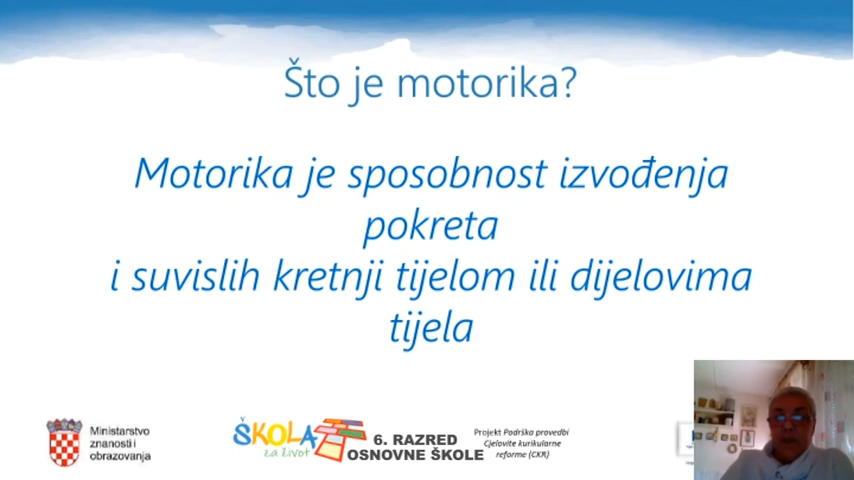 Što je motorika?
Motorika je sposobnost izvođenja
pokreta
i suvislih kretnji tijelom ili dijelovima
tijela
Ministarstvo
znanosti i
obrazovanja
ŠKOLA
za život
6. RAZRED
OSNOVNE ŠKOLE
Projekt Podrška provedbi
Cjelovite kurikularne
reforme (CKR)